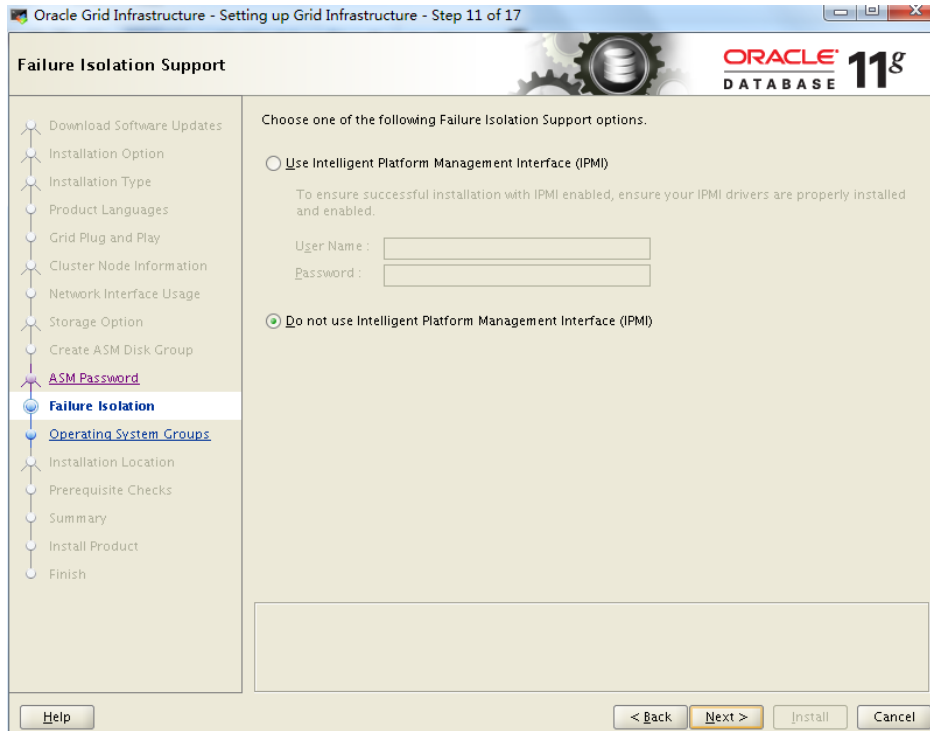 Oracle Grid Infrastructure - Setting up Grid Infrastructure - Step 11 of 17
Failure Isolation Support
ORACLE DATABASE 11g
Download Software Updates
Installation Option
Installation Type
Product Languages
Grid Plug and Play
Cluster Node Information
Network Interface Usage
Storage Option
Create ASM Disk Group
ASM Password
Failure Isolation
Operating System Groups
Installation Location
Prerequisite Checks
Summary
Install Product
Finish
Choose one of the following Failure Isolation Support options.
Use Intelligent Platform Management Interface (IPMI)
To ensure successful installation with IPMI enabled, ensure your IPMI drivers are properly installed
and enabled.
User Name :
Password :
Do not use Intelligent Platform Management Interface (IPMI)
Help
< Back
Next >
Install
Cancel